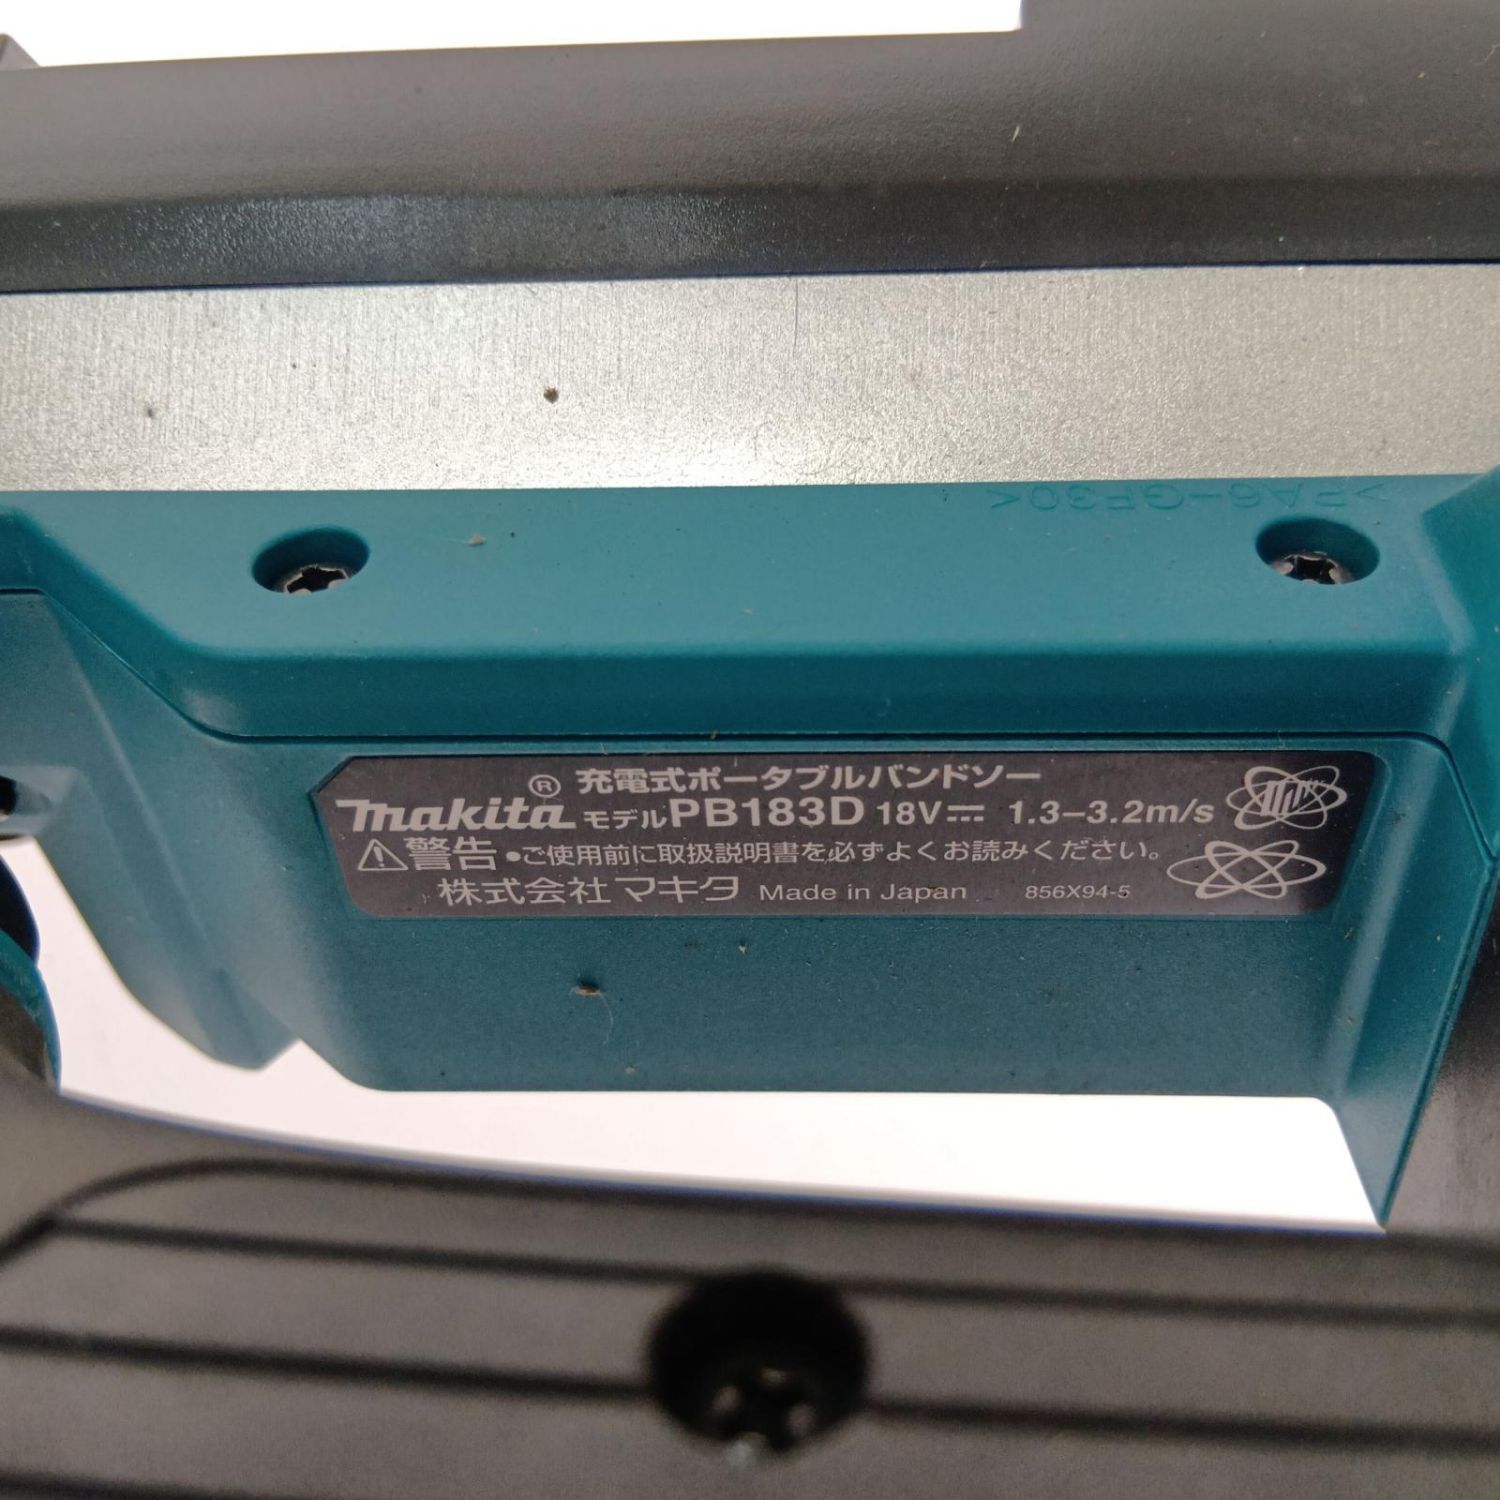 >PA6-GF30<
® 充電式ポータブルバンドソー
makita モデルPB183D 18V⎓ 1.3−3.2m/s
⚠警告 •ご使用前に取扱説明書を必ずよくお読みください。
株式会社マキタ Made in Japan 856X94-5